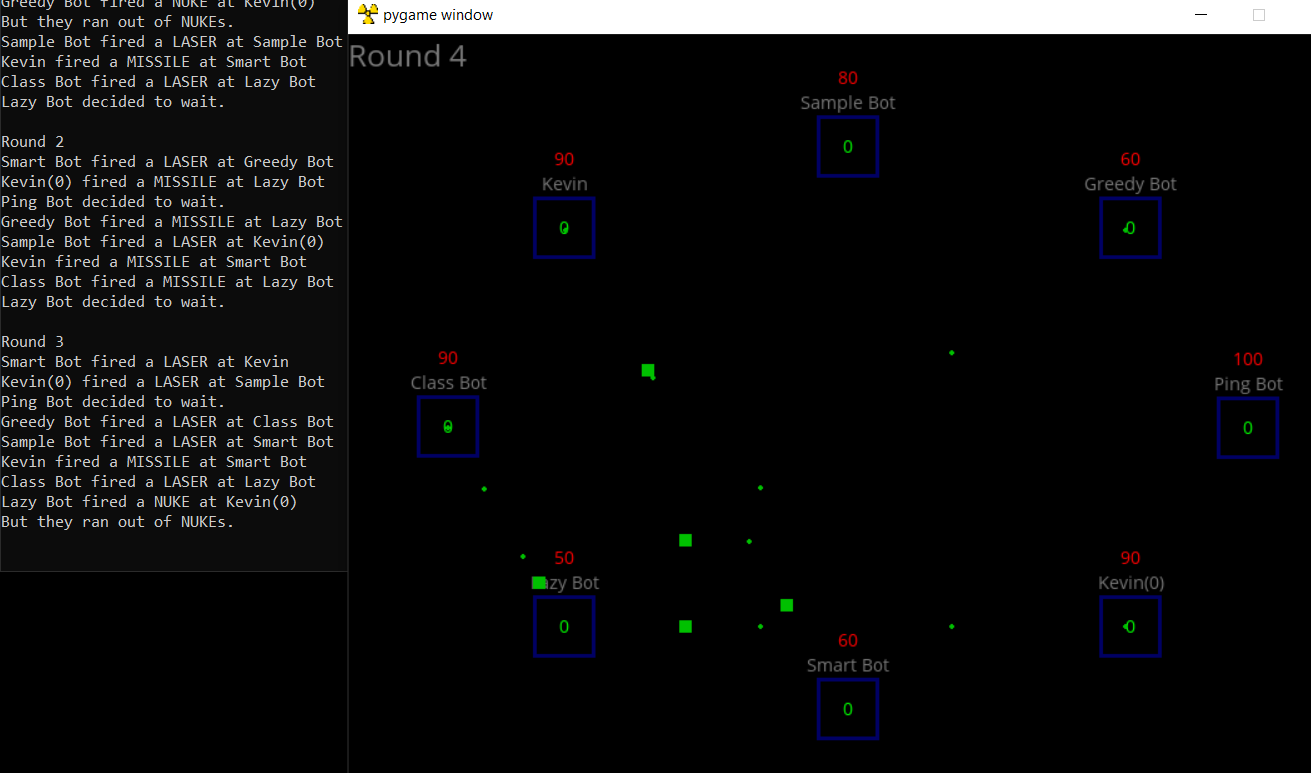 Greedy Bot fired a NUKE at Kevin(0)
But they ran out of NUKEs.
Sample Bot fired a LASER at Sample Bot
Kevin fired a MISSILE at Smart Bot
Class Bot fired a LASER at Lazy Bot
Lazy Bot decided to wait.
Round 2
Smart Bot fired a LASER at Greedy Bot
Kevin(0) fired a MISSILE at Lazy Bot
Ping Bot decided to wait.
Greedy Bot fired a MISSILE at Lazy Bot
Sample Bot fired a LASER at Kevin(0)
Kevin fired a MISSILE at Smart Bot
Class Bot fired a MISSILE at Lazy Bot
Lazy Bot decided to wait.
Round 3
Smart Bot fired a LASER at Kevin
Kevin(0) fired a LASER at Sample Bot
Ping Bot decided to wait.
Greedy Bot fired a LASER at Class Bot
Sample Bot fired a LASER at Smart Bot
Kevin fired a MISSILE at Smart Bot
Class Bot fired a LASER at Lazy Bot
Lazy Bot fired a NUKE at Kevin(0)
But they ran out of NUKEs.
pygame window
Round 4
80
Sample Bot
0
90
Kevin
0
60
Greedy Bot
0
90
Class Bot
0
100
Ping Bot
0
50
Lazy Bot
0
90
Kevin(0)
0
60
Smart Bot
0